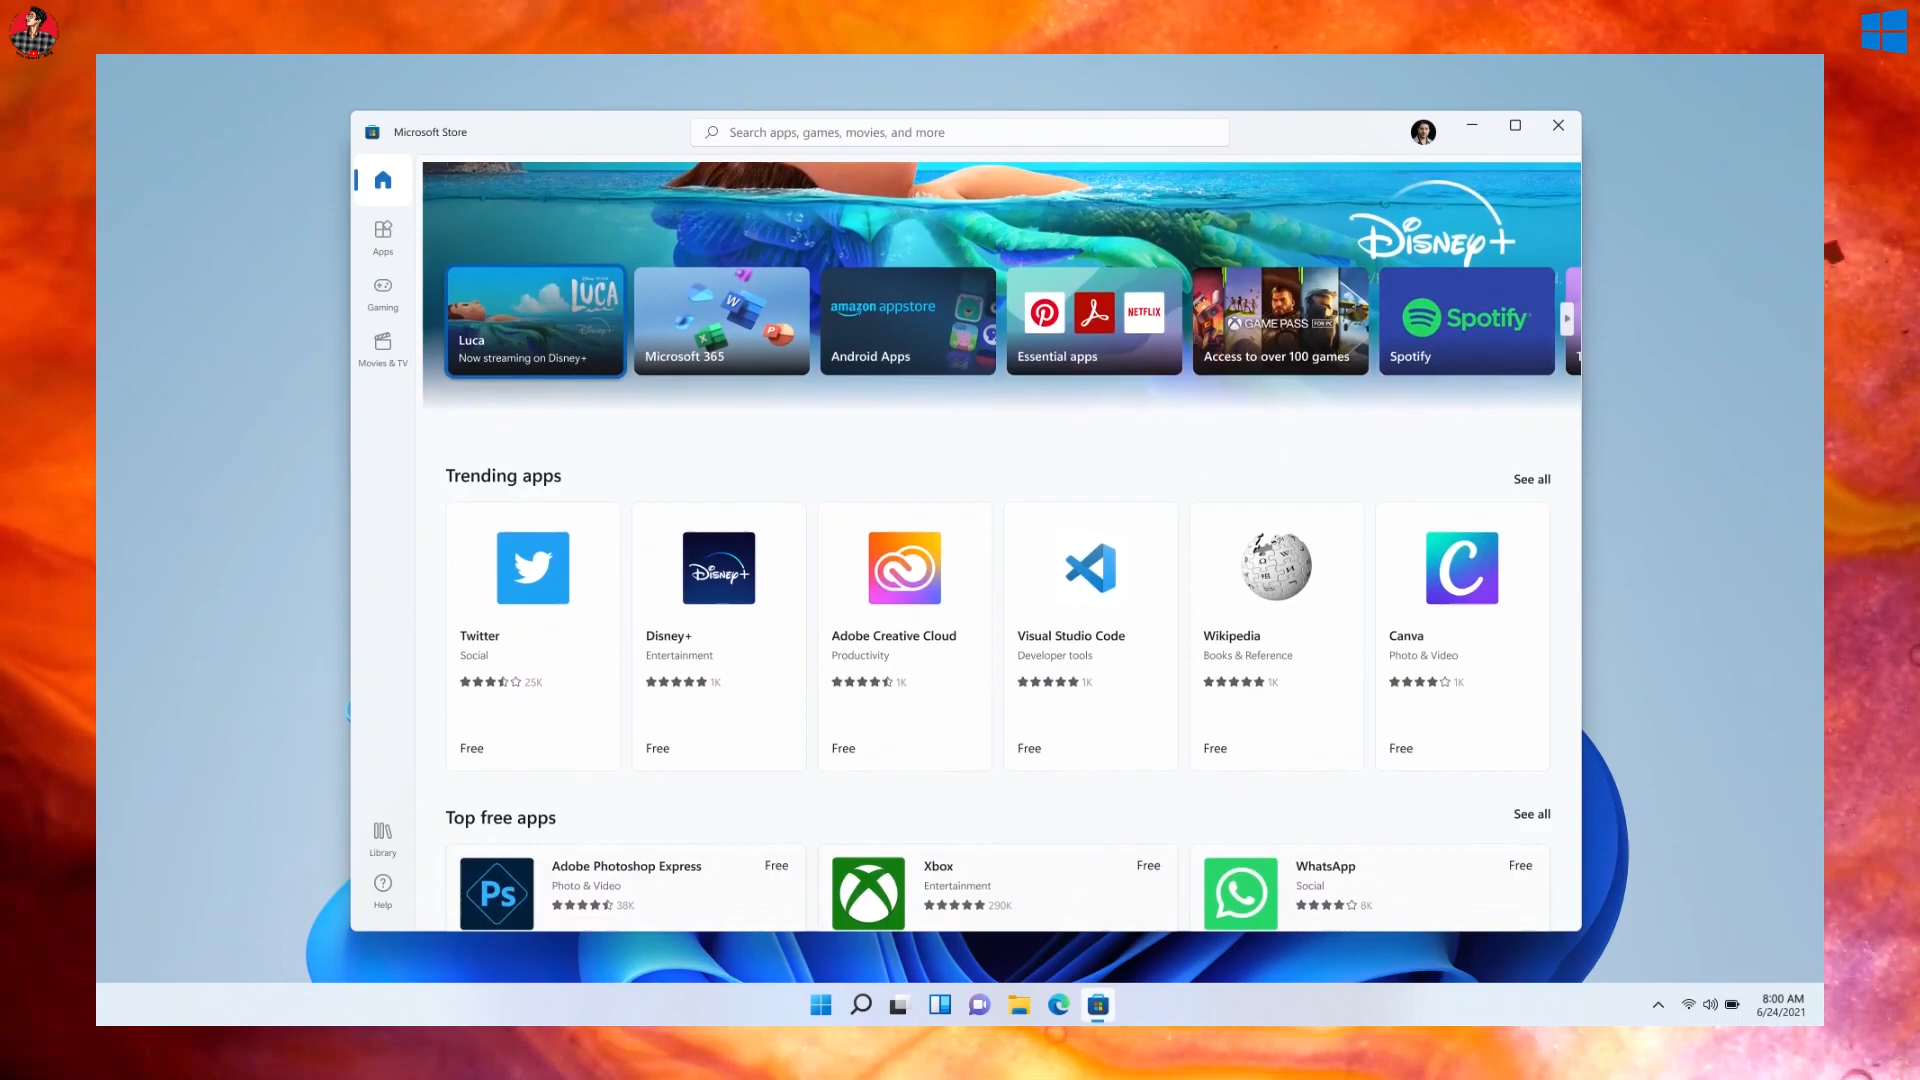 Microsoft Store
Search apps, games, movies, and more
Apps
Gaming
Movies & TV
Library
Help
Disney+
LUCA
Disney+
Luca
Now streaming on Disney+
W
X
P
Microsoft 365
amazon appstore
Android Apps
NETFLIX
Essential apps
GAME PASS FOR PC
Access to over 100 games
Spotify
Spotify
Trending apps
See all
Disney+
C
Twitter
Social
25K
Free
Disney+
Entertainment
1K
Free
Adobe Creative Cloud
Productivity
1K
Free
Visual Studio Code
Developer tools
1K
Free
Wikipedia
Books & Reference
1K
Free
Canva
Photo & Video
1K
Free
Top free apps
See all
Ps
Adobe Photoshop Express
Free
Photo & Video
38K
Xbox
Free
Entertainment
290K
WhatsApp
Free
Social
8K
8:00 AM
6/24/2021